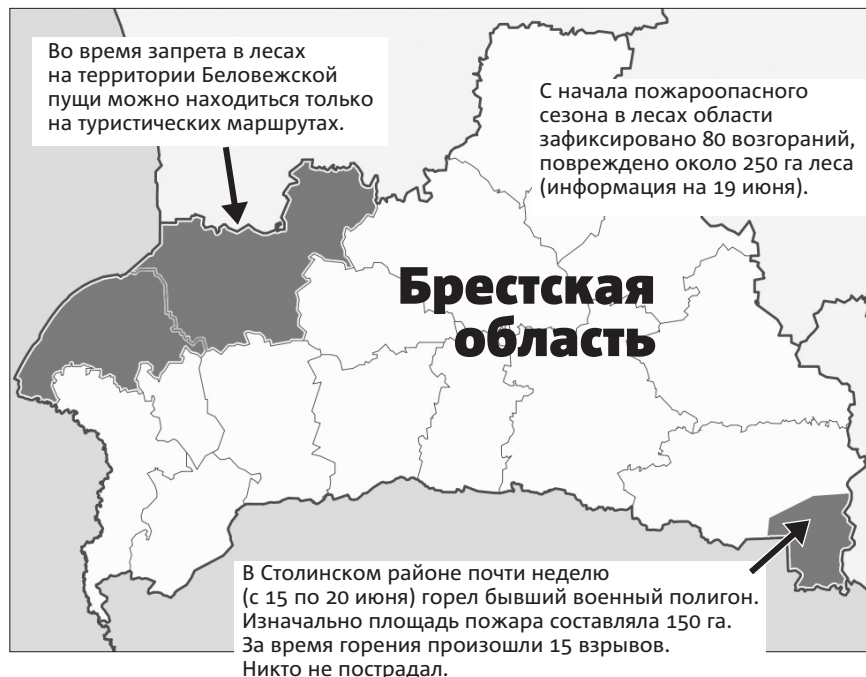 Во время запрета в лесах
на территории Беловежской
пущи можно находиться только
на туристических маршрутах.
С начала пожароопасного
сезона в лесах области
зафиксировано 80 возгораний,
повреждено около 250 га леса
(информация на 19 июня).
Брестская
область
В Столинском районе почти неделю
(с 15 по 20 июня) горел бывший военный полигон.
Изначально площадь пожара составляла 150 га.
За время горения произошли 15 взрывов.
Никто не пострадал.